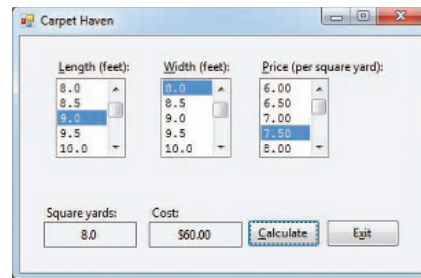 Carpet Haven
Length (feet): Width (feet): Price (per square yard):
8.0 8.0 6.00
8.5 8.5 6.50
9.0 9.0 7.00
9.5 9.5 7.50
10.0 10.0 8.00
Square yards: Cost:
8.0 $60.00 Calculate Exit